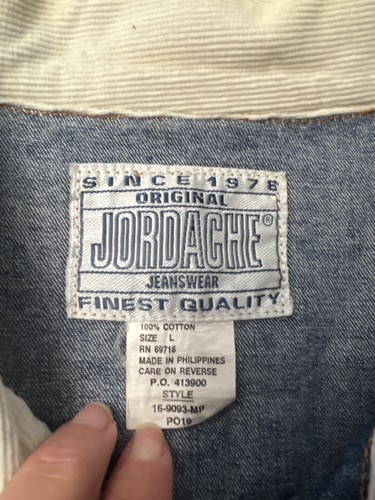 SINCE 1978
ORIGINAL
JORDACHE®
JEANSWEAR
FINEST QUALITY
100% COTTON
SIZE L
RN 69716
MADE IN PHILIPPINES
CARE ON REVERSE
P.O. 413900
STYLE
16-9093-MP
PO19